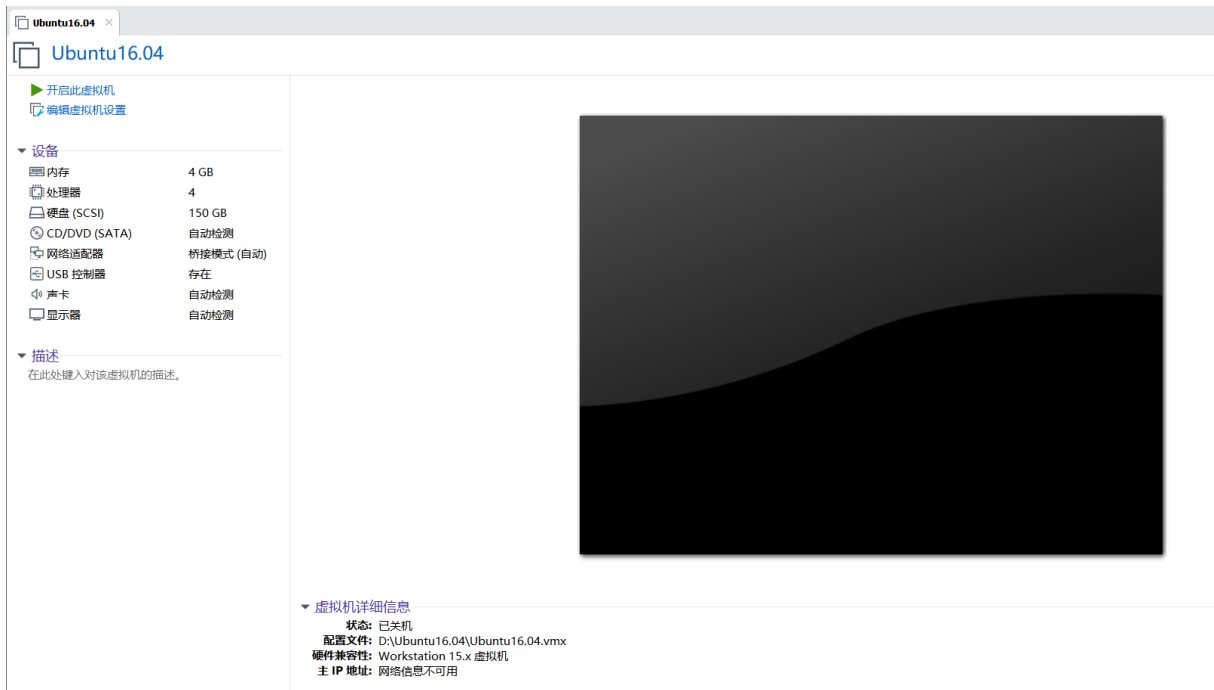 Ubuntu16.04
Ubuntu16.04
开启此虚拟机
编辑虚拟机设置
设备
内存 4 GB
处理器 4
硬盘 (SCSI) 150 GB
CD/DVD (SATA) 自动检测
网络适配器 桥接模式 (自动)
USB 控制器 存在
声卡 自动检测
显示器 自动检测
描述
在此处键入对该虚拟机的描述。
虚拟机详细信息
状态: 已关机
配置文件: D:\Ubuntu16.04\Ubuntu16.04.vmx
硬件兼容性: Workstation 15.x 虚拟机
主 IP 地址: 网络信息不可用